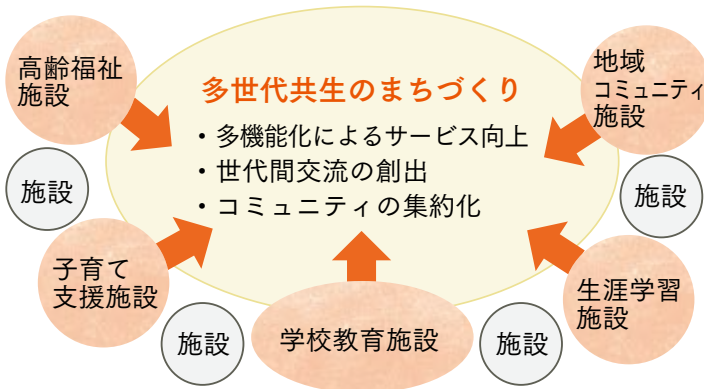 高齢福祉
施設
地域
コミュニティ
施設
多世代共生のまちづくり
・多機能化によるサービス向上
・世代間交流の創出
・コミュニティの集約化
施設
施設
子育て
支援施設
生涯学習
施設
施設
学校教育施設
施設